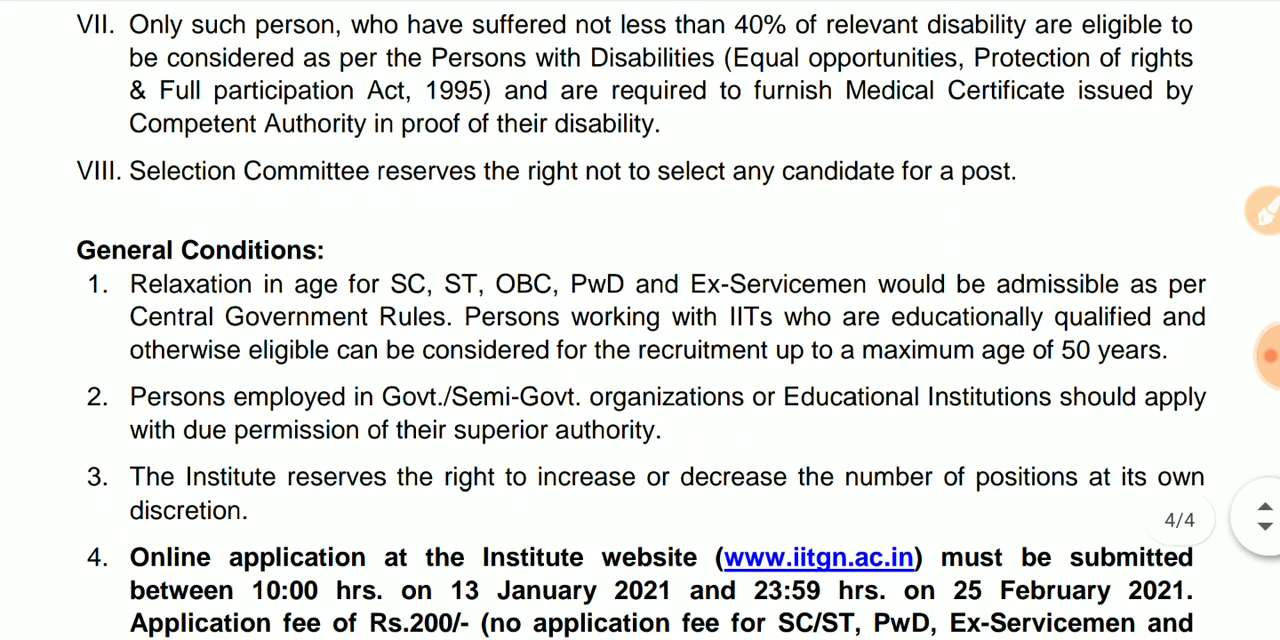 VII. Only such person, who have suffered not less than 40% of relevant disability are eligible to
be considered as per the Persons with Disabilities (Equal opportunities, Protection of rights
& Full participation Act, 1995) and are required to furnish Medical Certificate issued by
Competent Authority in proof of their disability.
VIII. Selection Committee reserves the right not to select any candidate for a post.
General Conditions:
1. Relaxation in age for SC, ST, OBC, PwD and Ex-Servicemen would be admissible as per
Central Government Rules. Persons working with IITs who are educationally qualified and
otherwise eligible can be considered for the recruitment up to a maximum age of 50 years.
2. Persons employed in Govt./Semi-Govt. organizations or Educational Institutions should apply
with due permission of their superior authority.
3. The Institute reserves the right to increase or decrease the number of positions at its own
discretion.
4/4
4. Online application at the Institute website (www.iitgn.ac.in) must be submitted
between 10:00 hrs. on 13 January 2021 and 23:59 hrs. on 25 February 2021.
Application fee of Rs.200/- (no application fee for SC/ST, PwD, Ex-Servicemen and